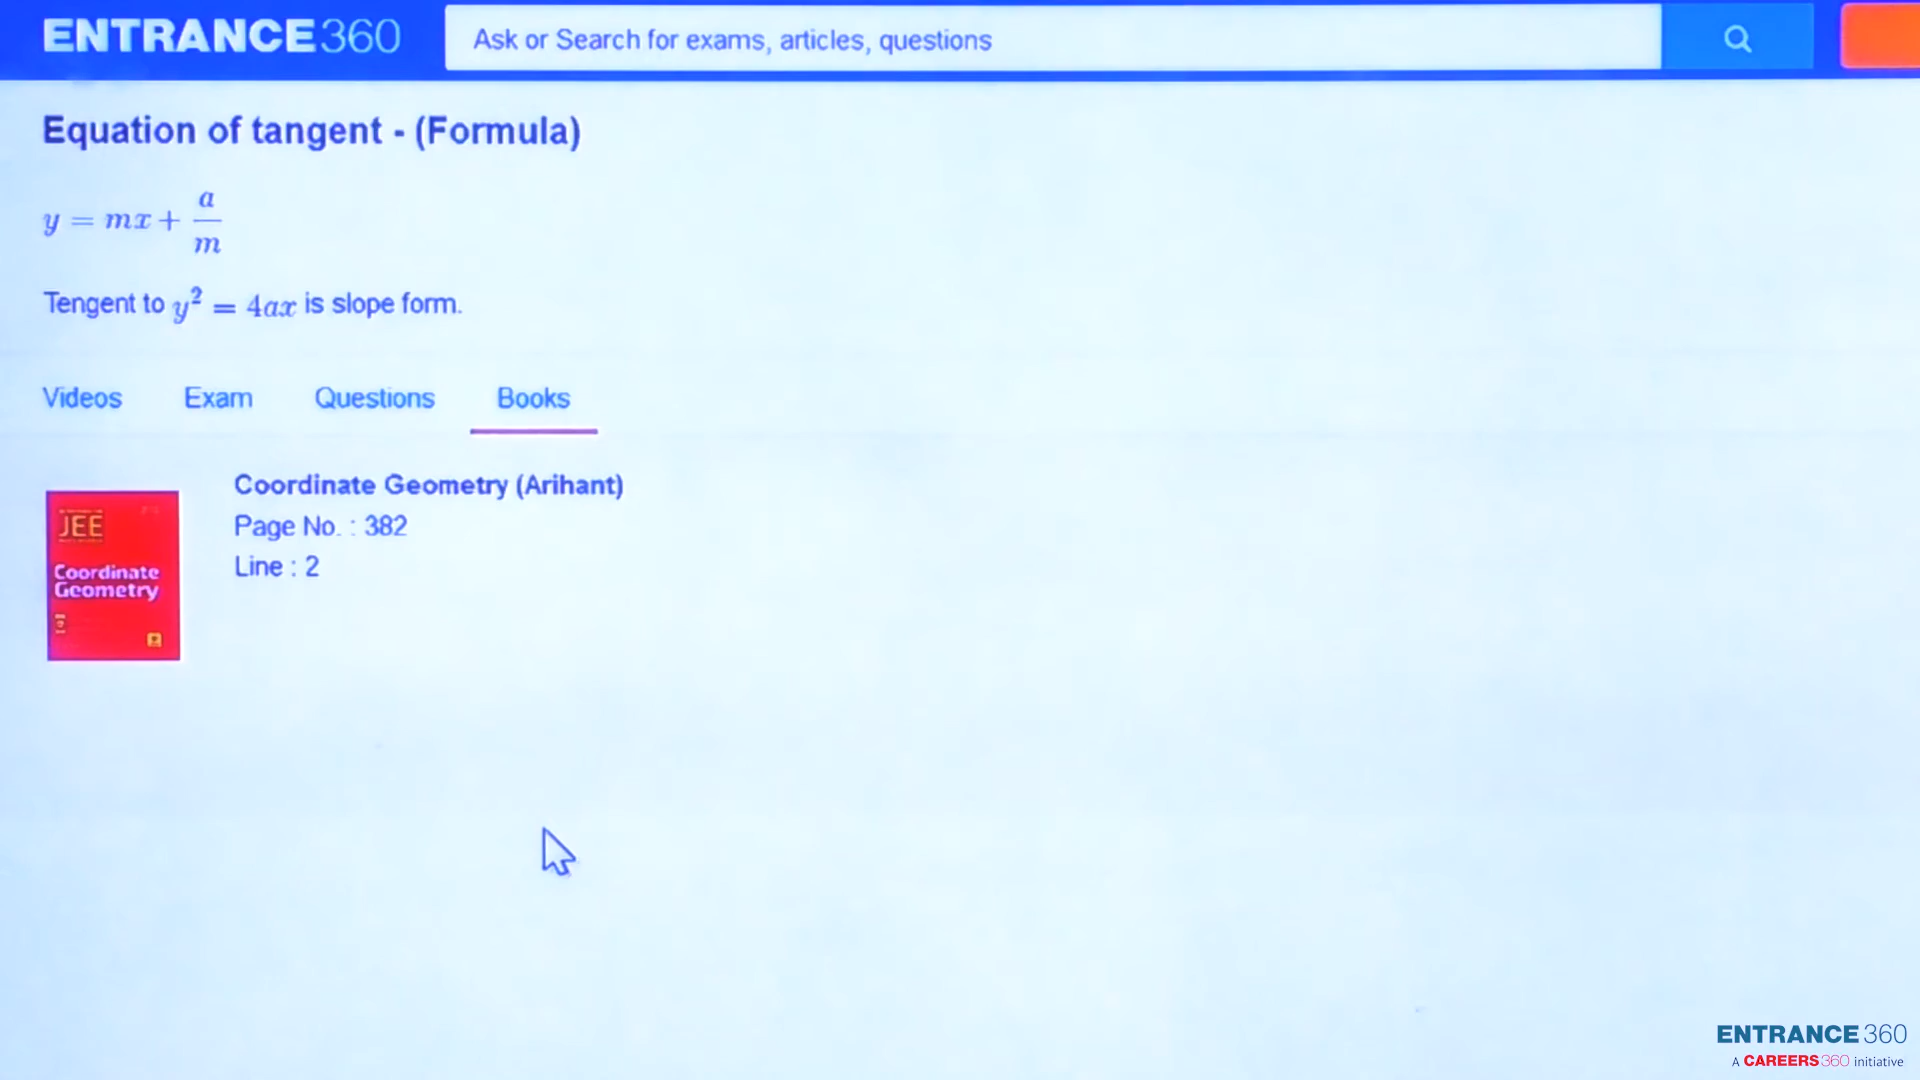 ENTRANCE360
Ask or Search for exams, articles, questions
Equation of tangent - (Formula)
y = mx + a/m
Tengent to y² = 4ax is slope form.
Videos Exam Questions Books
Coordinate Geometry (Arihant)
Page No. : 382
Line : 2
JEE
Coordinate
Geometry
ENTRANCE360
A CAREERS360 initiative